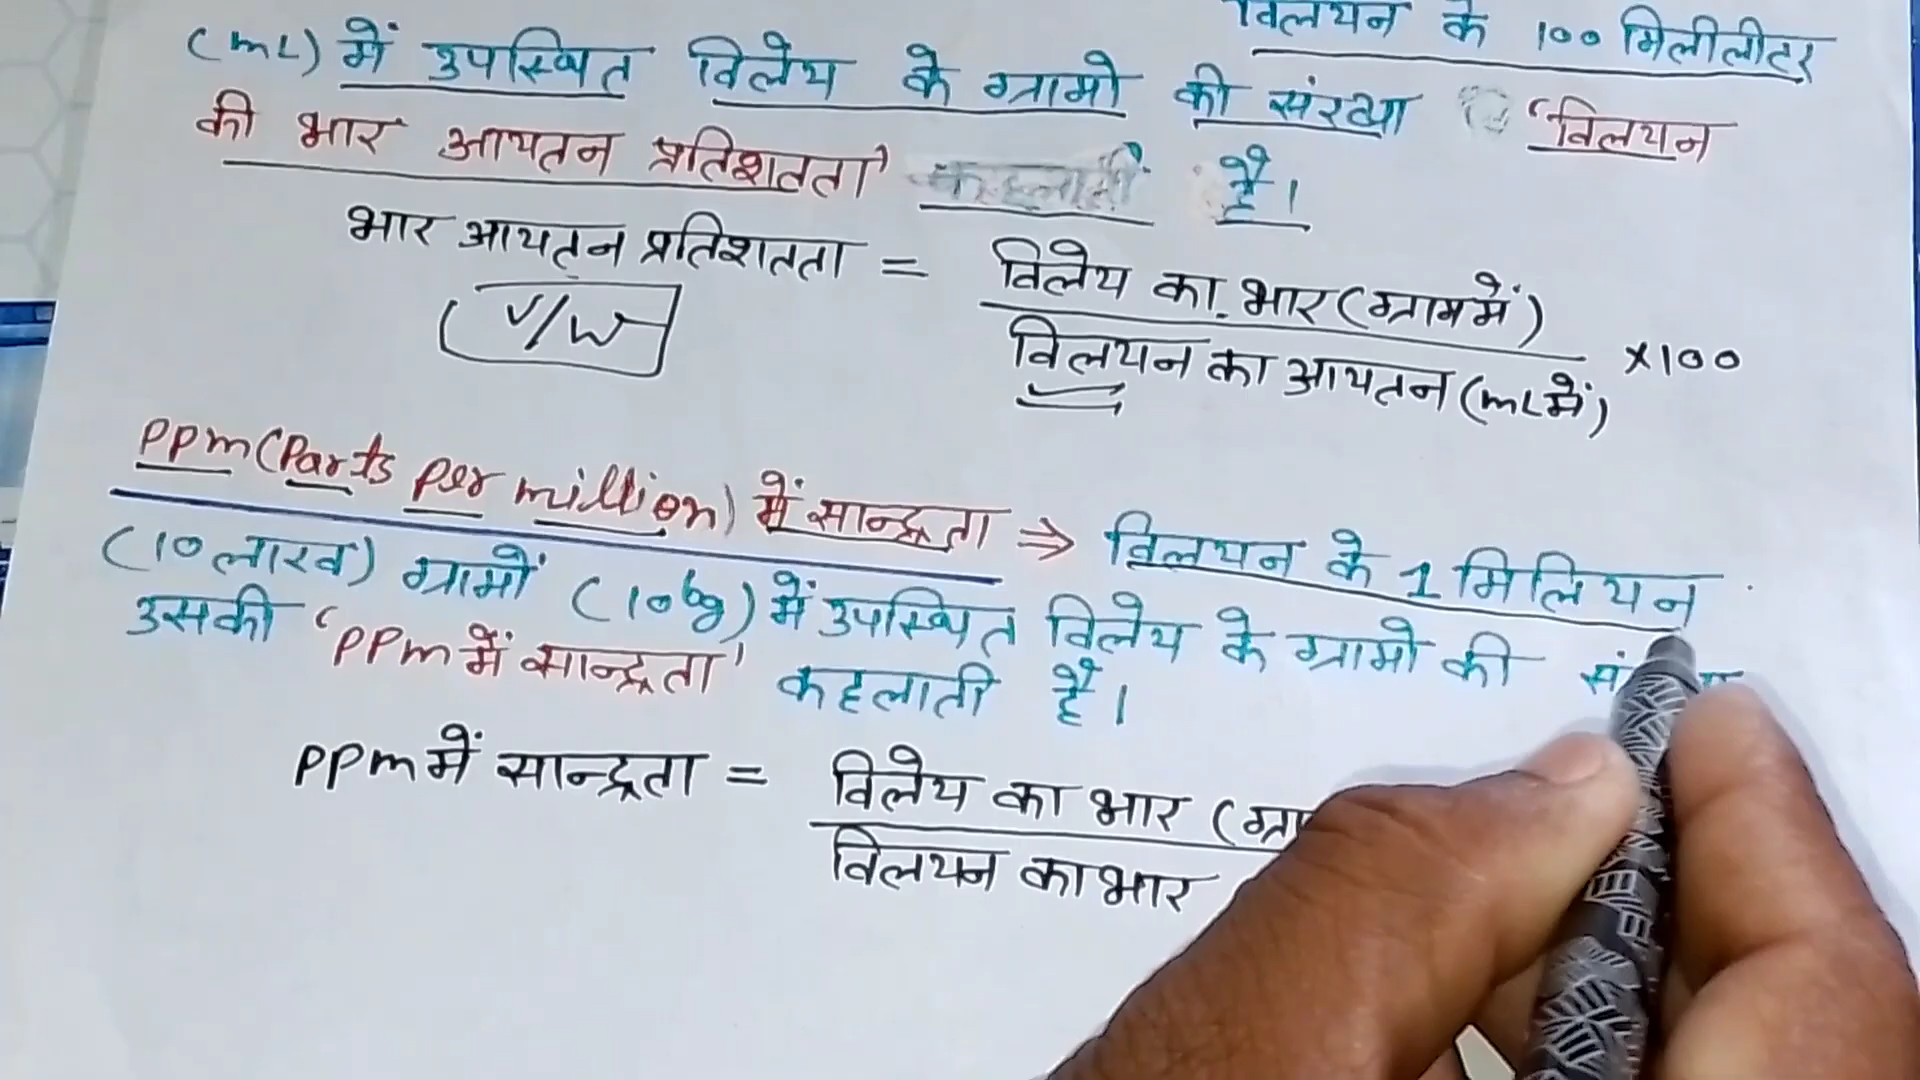 विलयन के 100 मिलीलीटर
(mL) में उपस्थित विलेय के ग्रामो की संख्या 'विलयन
की भार आयतन प्रतिशतता' कहलाती है।
भार आयतन प्रतिशतता = विलेय का भार (ग्राम में)
V/W
विलयन का आयतन (mL में) ×100
PPm (Parts per million) में सान्द्रता ⇒ विलयन के 1 मिलियन
(10 लाख) ग्रामों (10⁶g) में उपस्थित विलेय के ग्रामो की
उसकी 'PPm में सान्द्रता' कहलाती है।
PPm में सान्द्रता = विलेय का भार
विलयन का भार